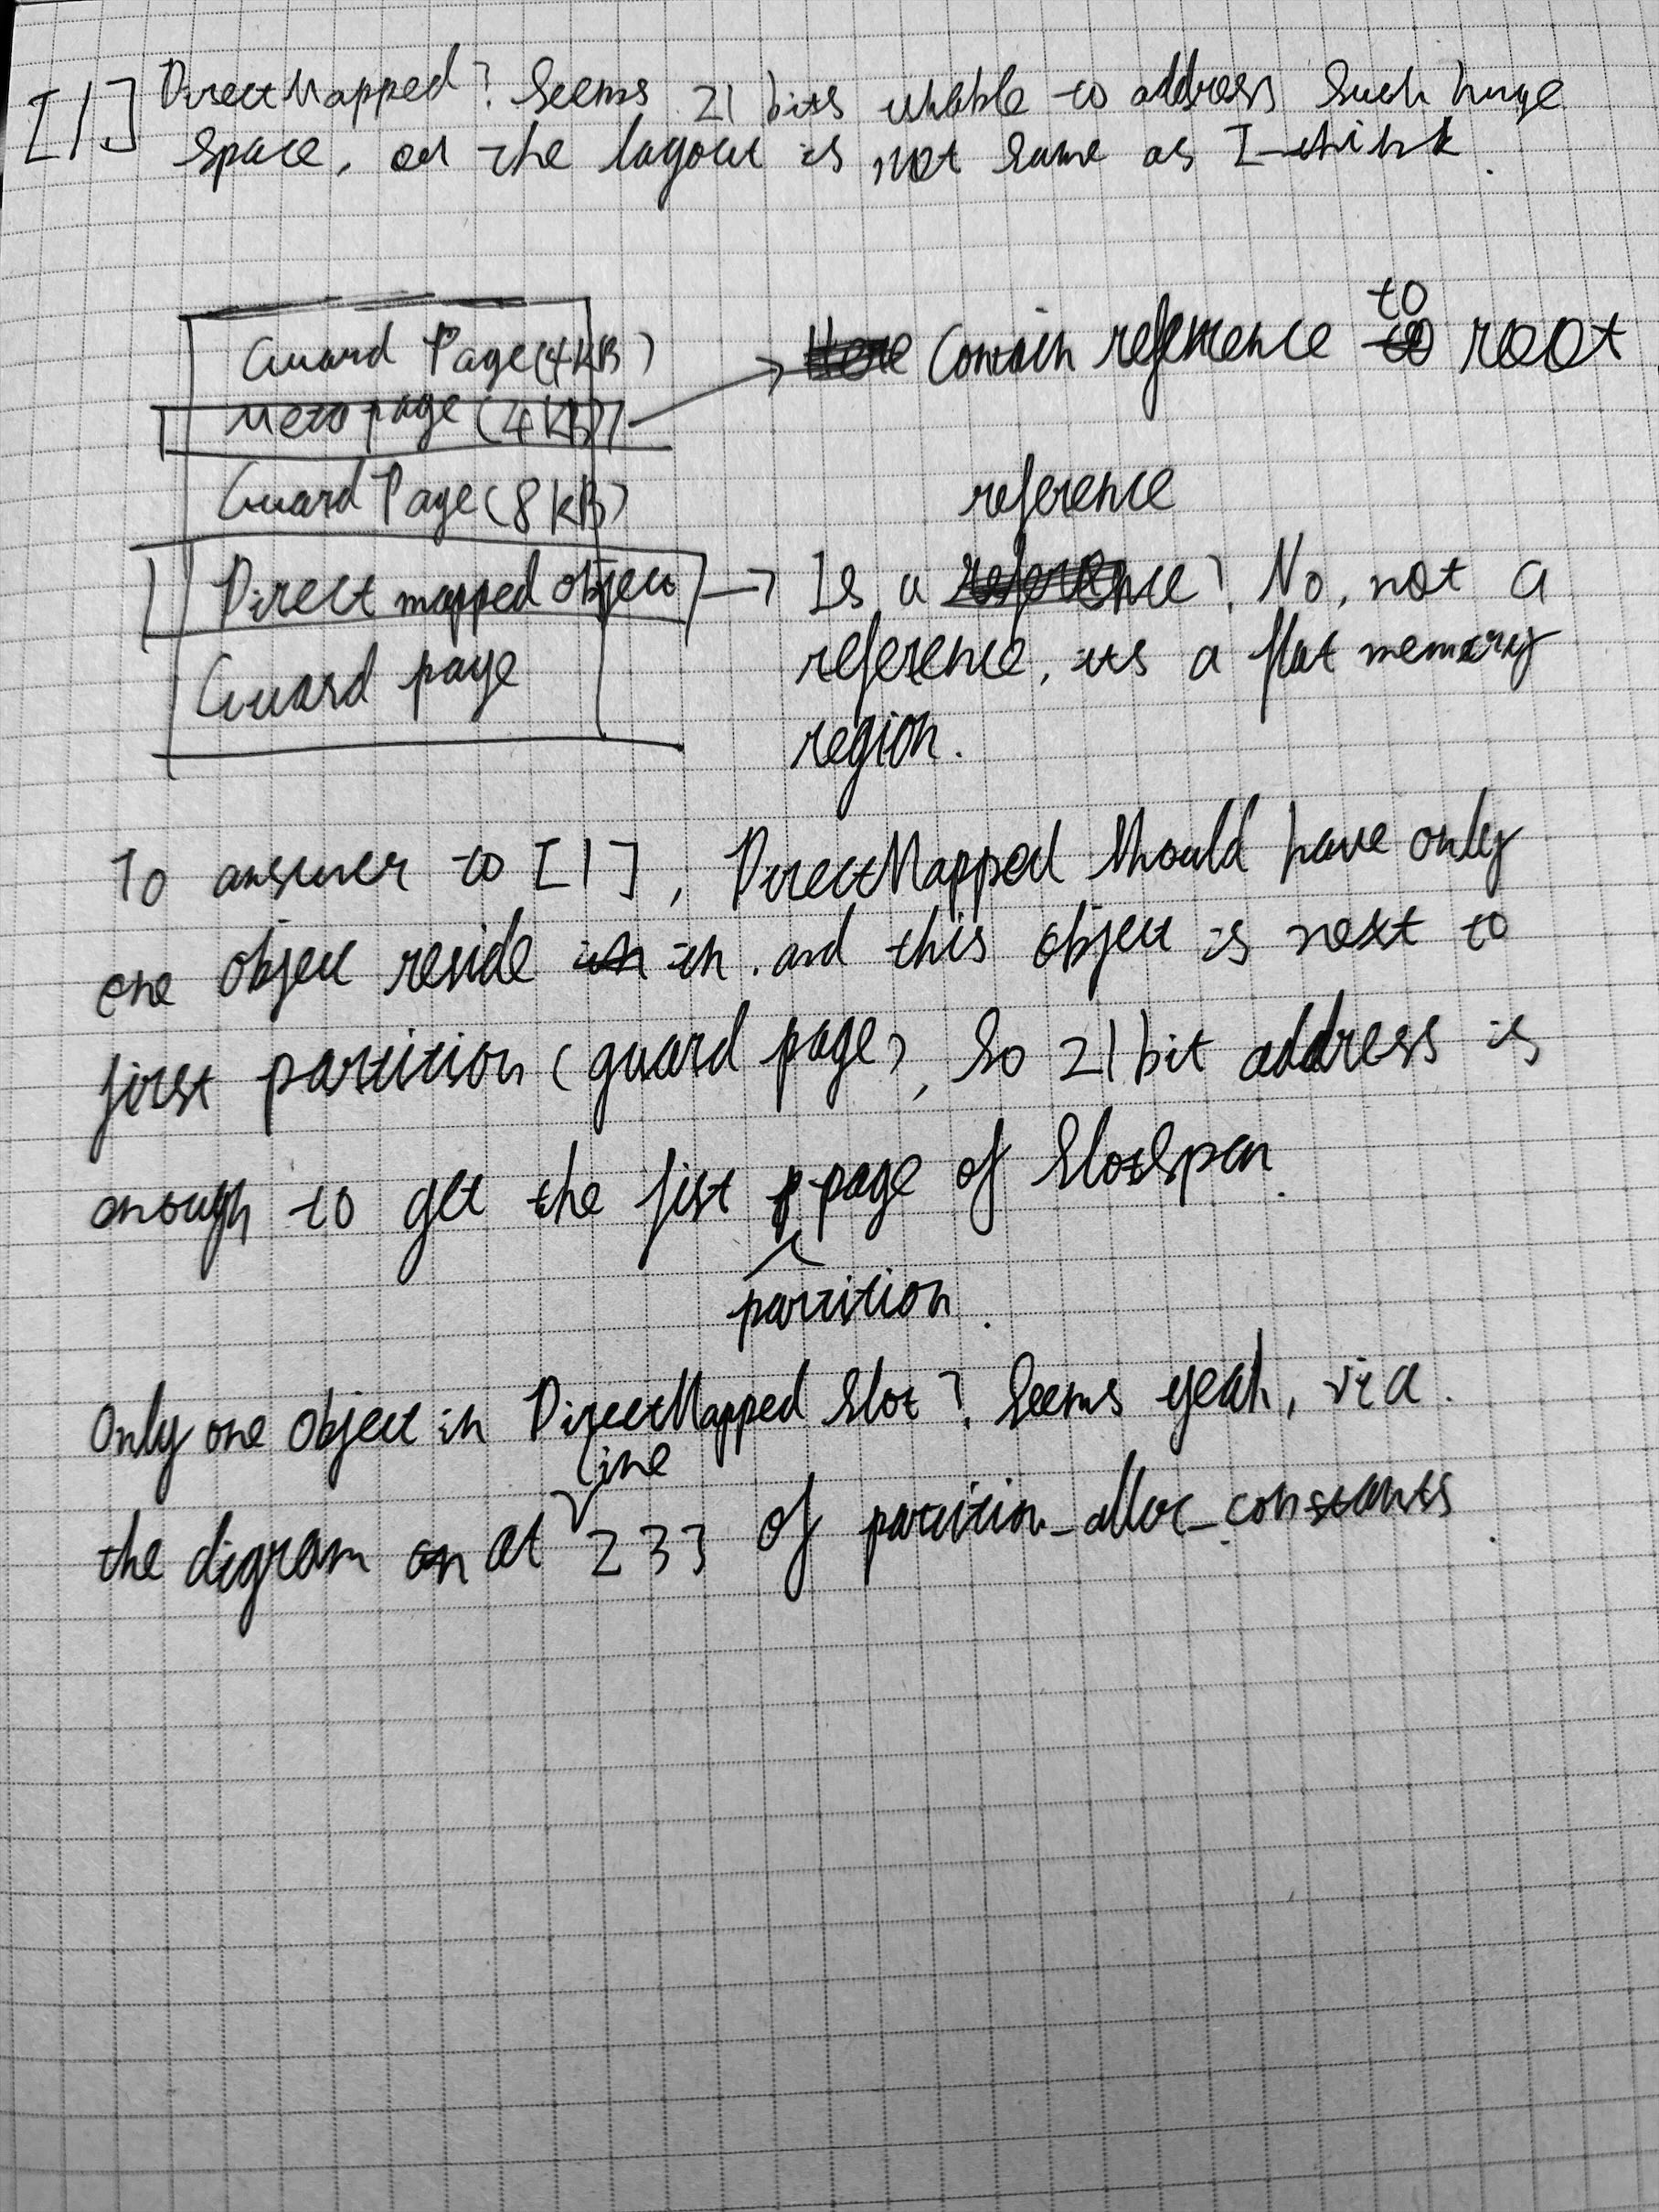 [1] DirectMapped? Seems 21 bits unable to address such huge
space, or the layout is not same as I think.
Guard Page(4KB)
Meta page (4KB)
Contain reference to root
Guard Page(8KB)
reference
Direct mapped object
Is a ? No, not a
reference, its a flat memory
region.
Guard page
To answer to [1], DirectMapped should have only
one object reside in. and this object is next to
first partition (guard page), so 21 bit address is
enough to get the fist page of SlotSpan.
partition.
Only one object in DirectMapped Slot? Seems yeah, via
line
the digram at 233 of partition_alloc_constants.